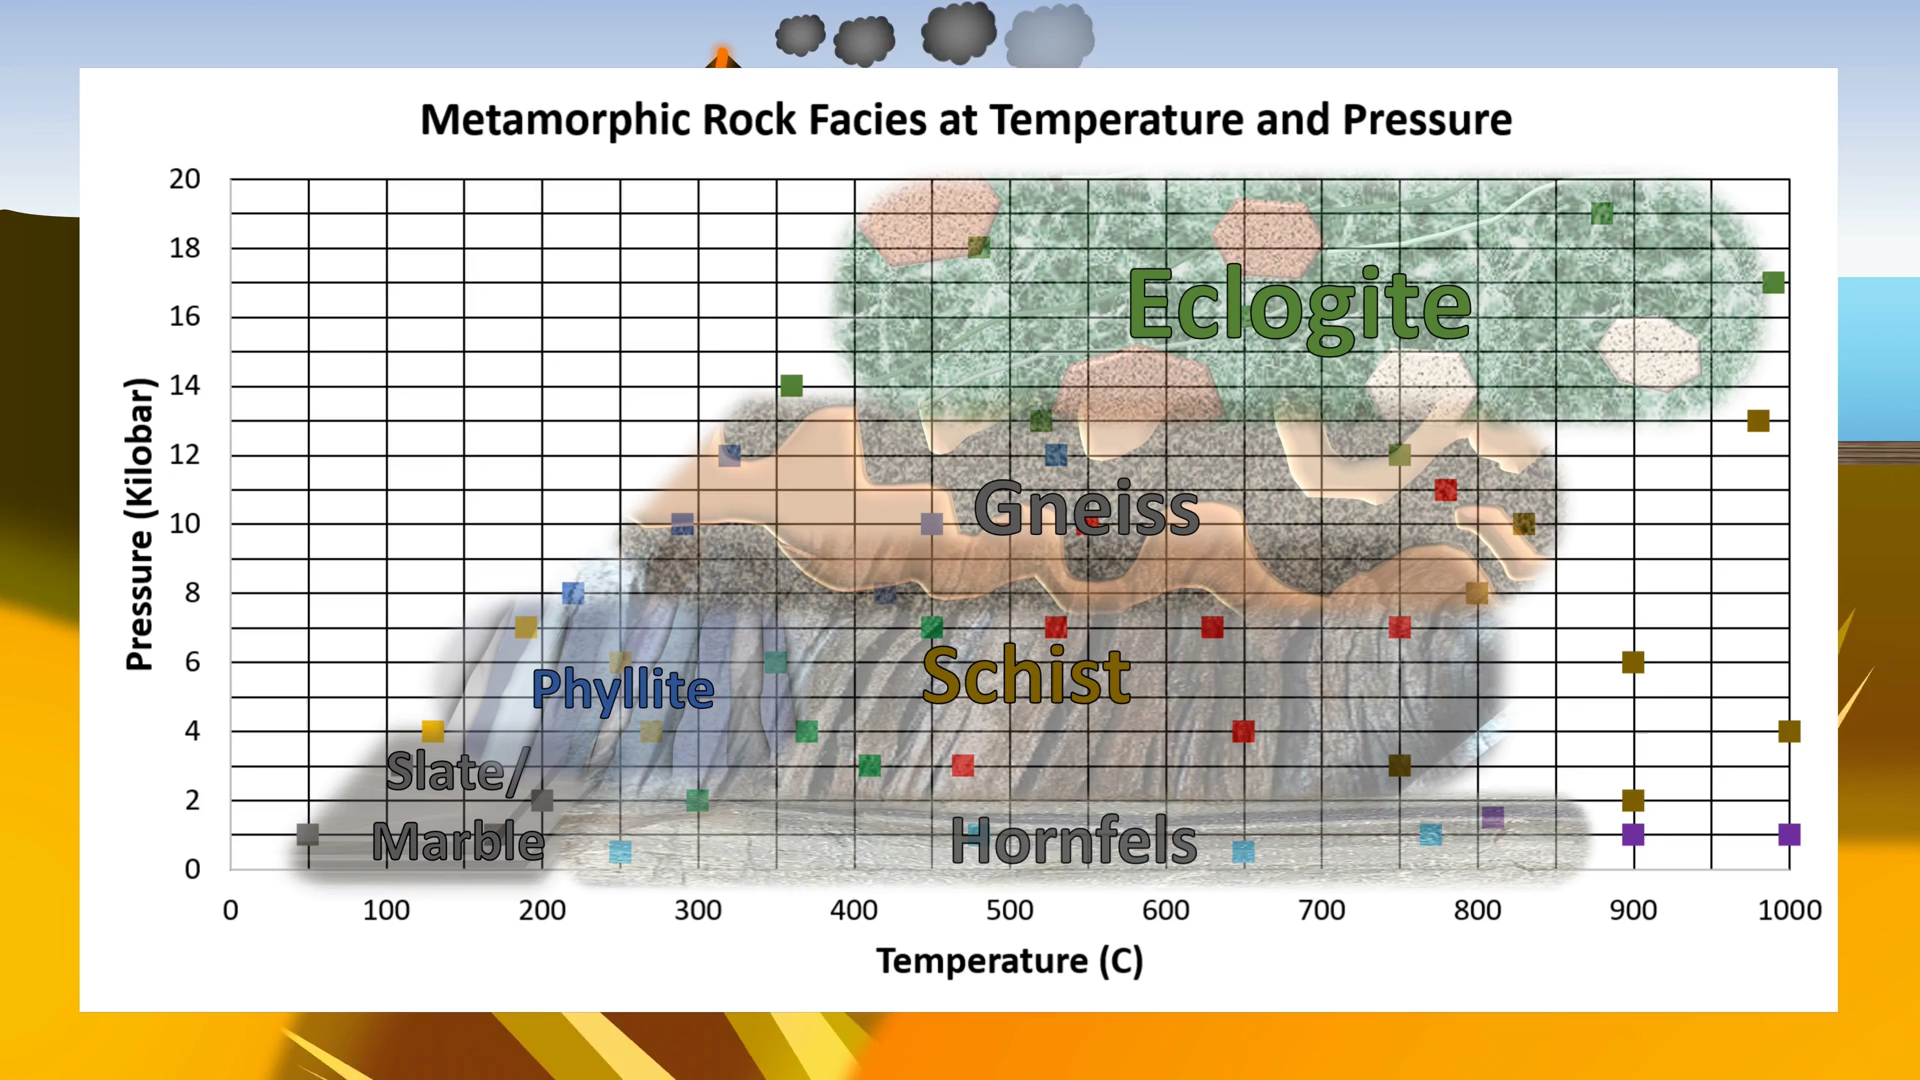 Metamorphic Rock Facies at Temperature and Pressure
20
18
16
14
12
10
8
6
4
2
0
Pressure (Kilobar)
Eclogite
Gneiss
Schist
Phyllite
Slate/
Marble
Hornfels
0 100 200 300 400 500 600 700 800 900 1000
Temperature (C)